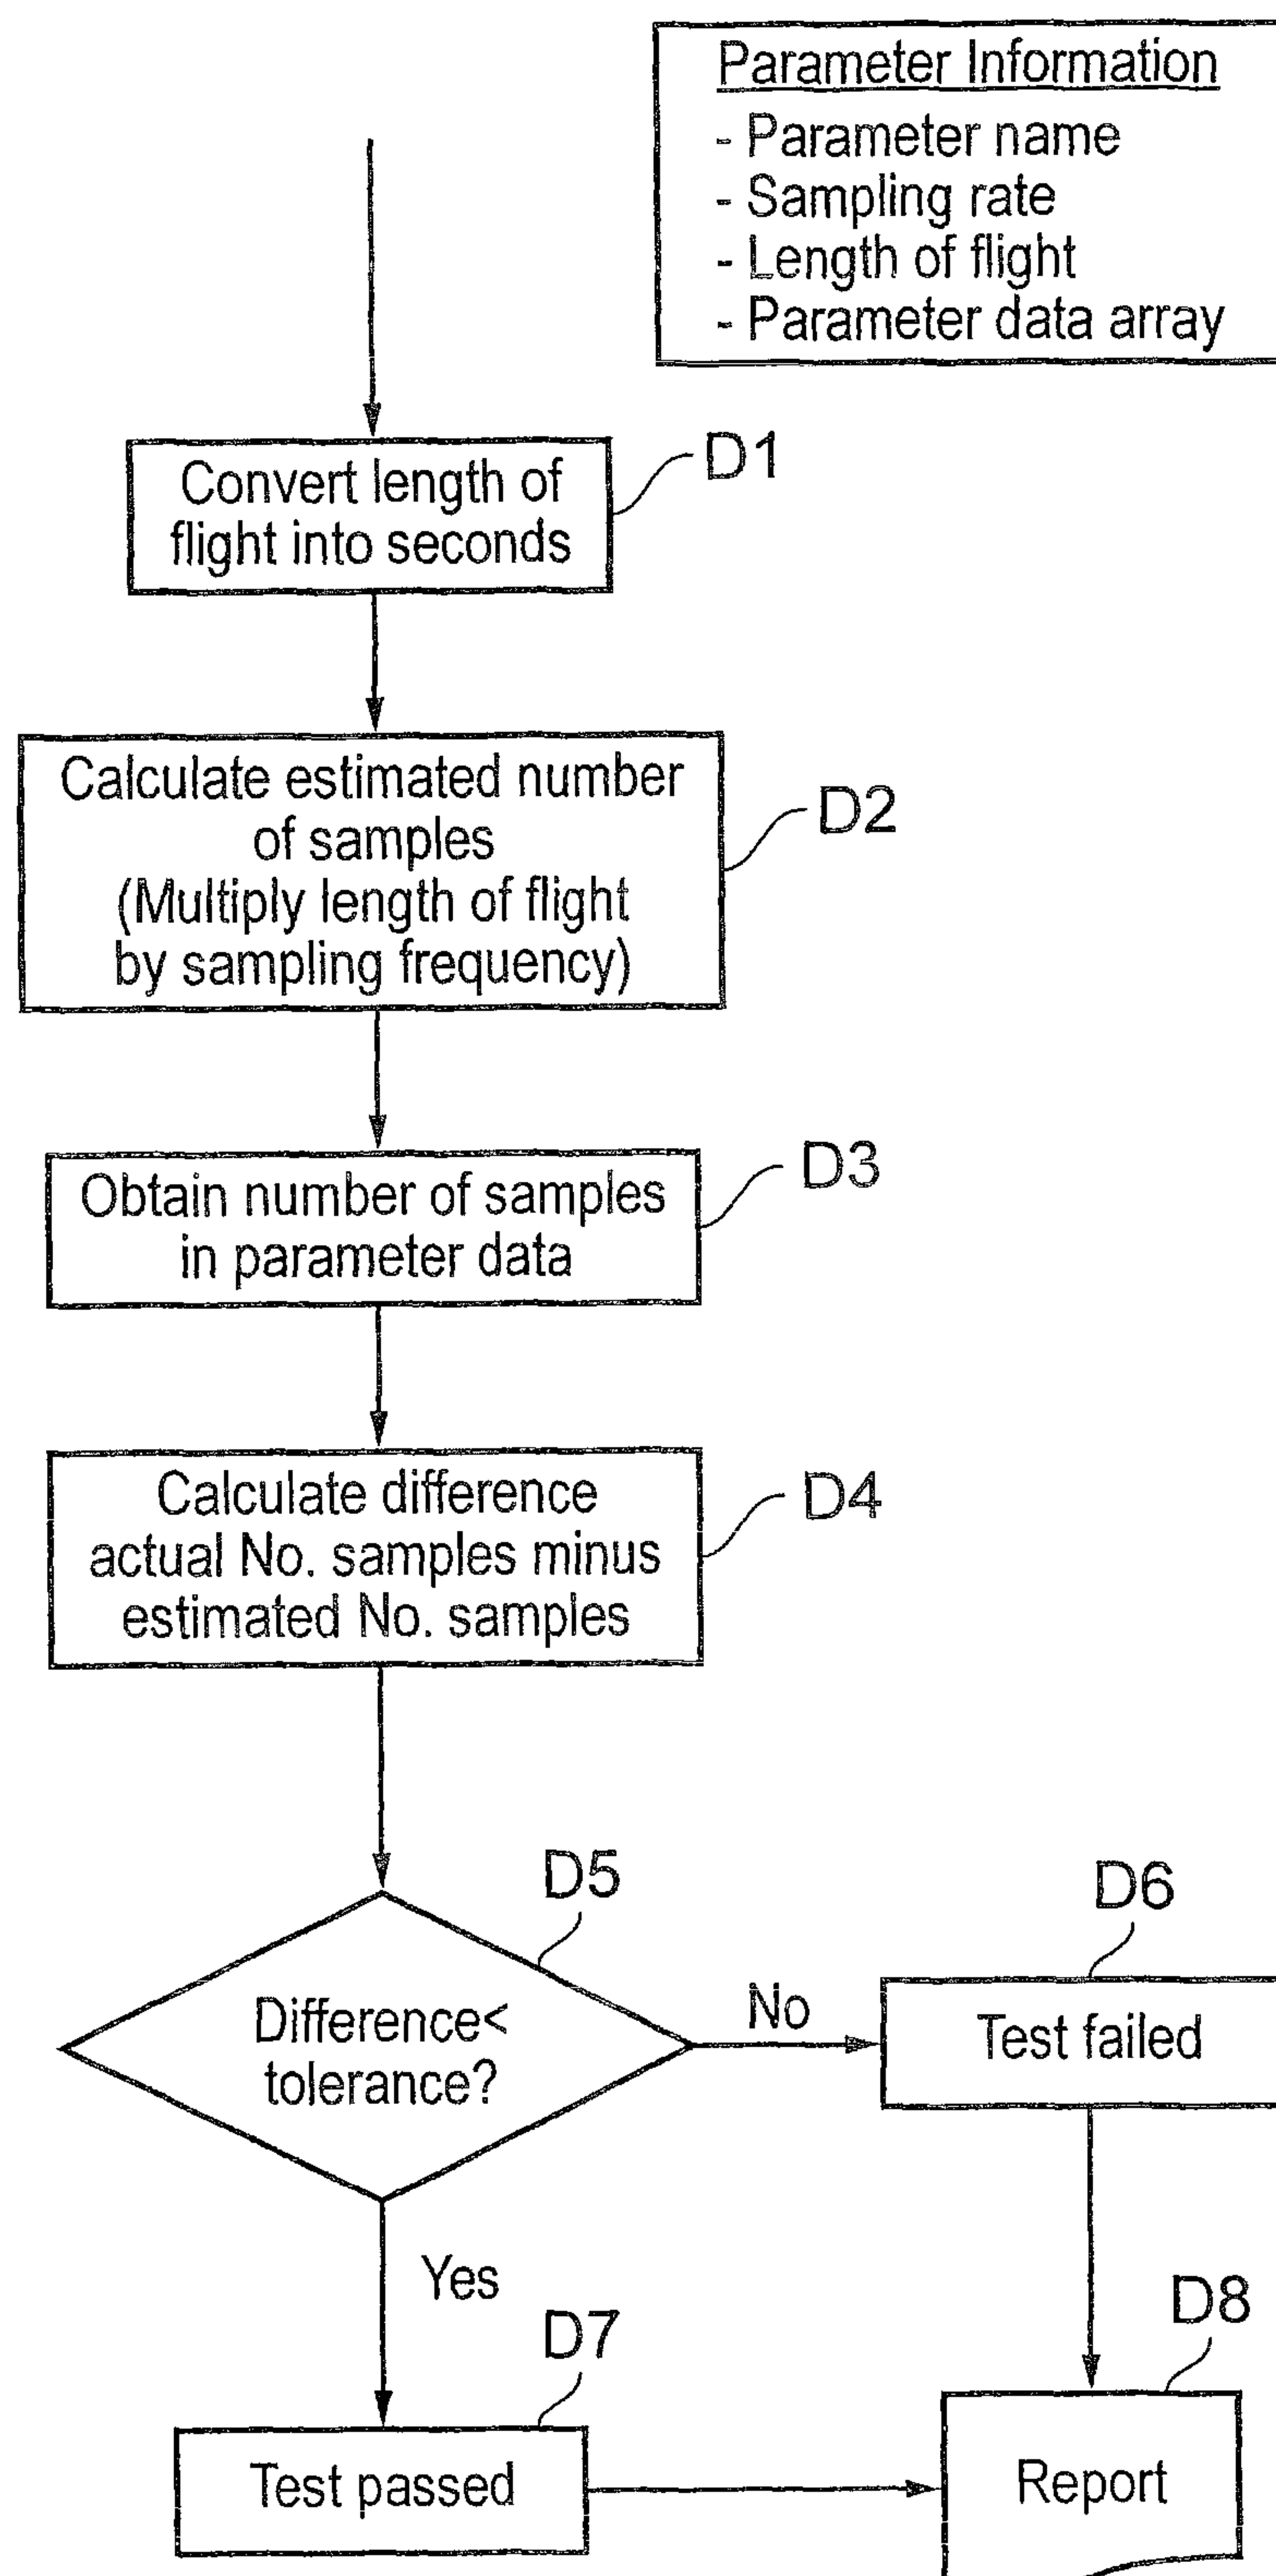 Parameter Information
- Parameter name
- Sampling rate
- Length of flight
- Parameter data array
Convert length of
flight into seconds
D1
Calculate estimated number
of samples
(Multiply length of flight
by sampling frequency)
D2
Obtain number of samples
in parameter data
D3
Calculate difference
actual No. samples minus
estimated No. samples
D4
D5
Difference<
tolerance?
No
D6
Test failed
Yes
D7
Test passed
D8
Report